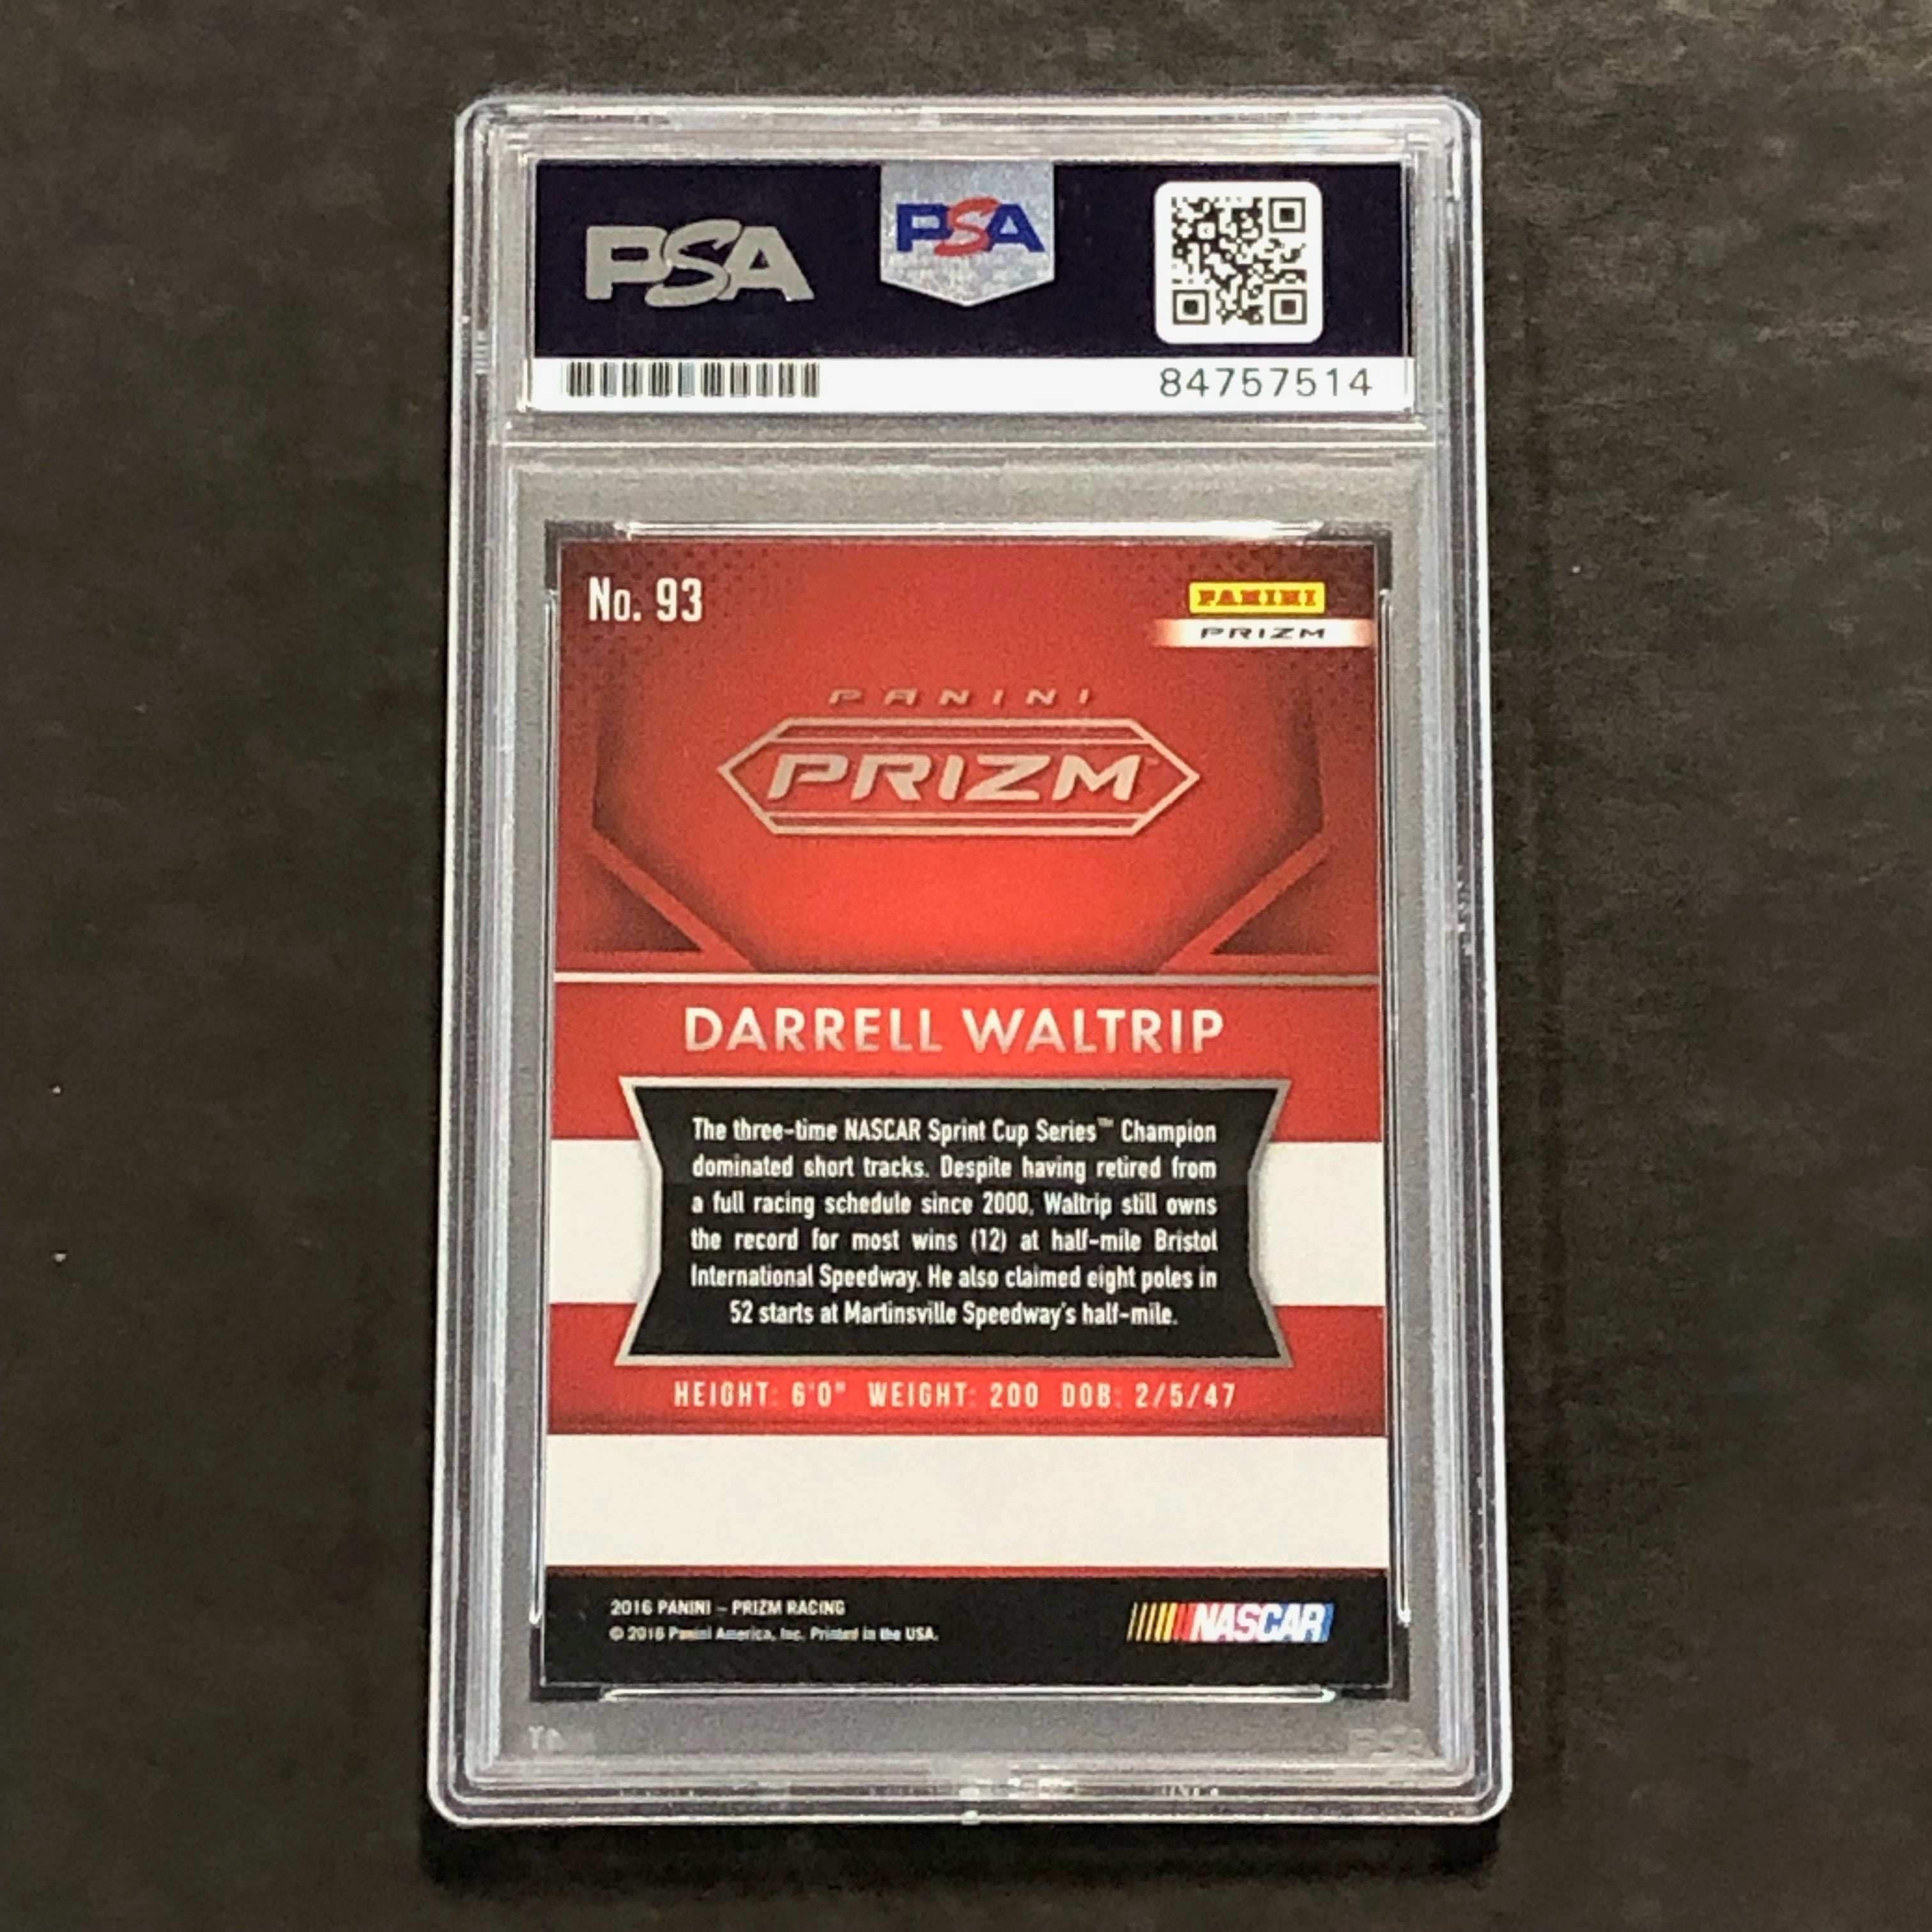 PSA
PSA
84757514
No. 93
PANINI
PRIZM
PANINI
PRIZM
DARRELL WALTRIP
The three-time NASCAR Sprint Cup Series™ Champion
dominated short tracks. Despite having retired from
a full racing schedule since 2000, Waltrip still owns
the record for most wins (12) at half-mile Bristol
International Speedway. He also claimed eight poles in
52 starts at Martinsville Speedway's half-mile.
HEIGHT: 6'0" WEIGHT: 200 DOB: 2/5/47
2016 PANINI – PRIZM RACING
© 2016 Panini America, Inc. Printed in the USA.
NASCAR
PSA